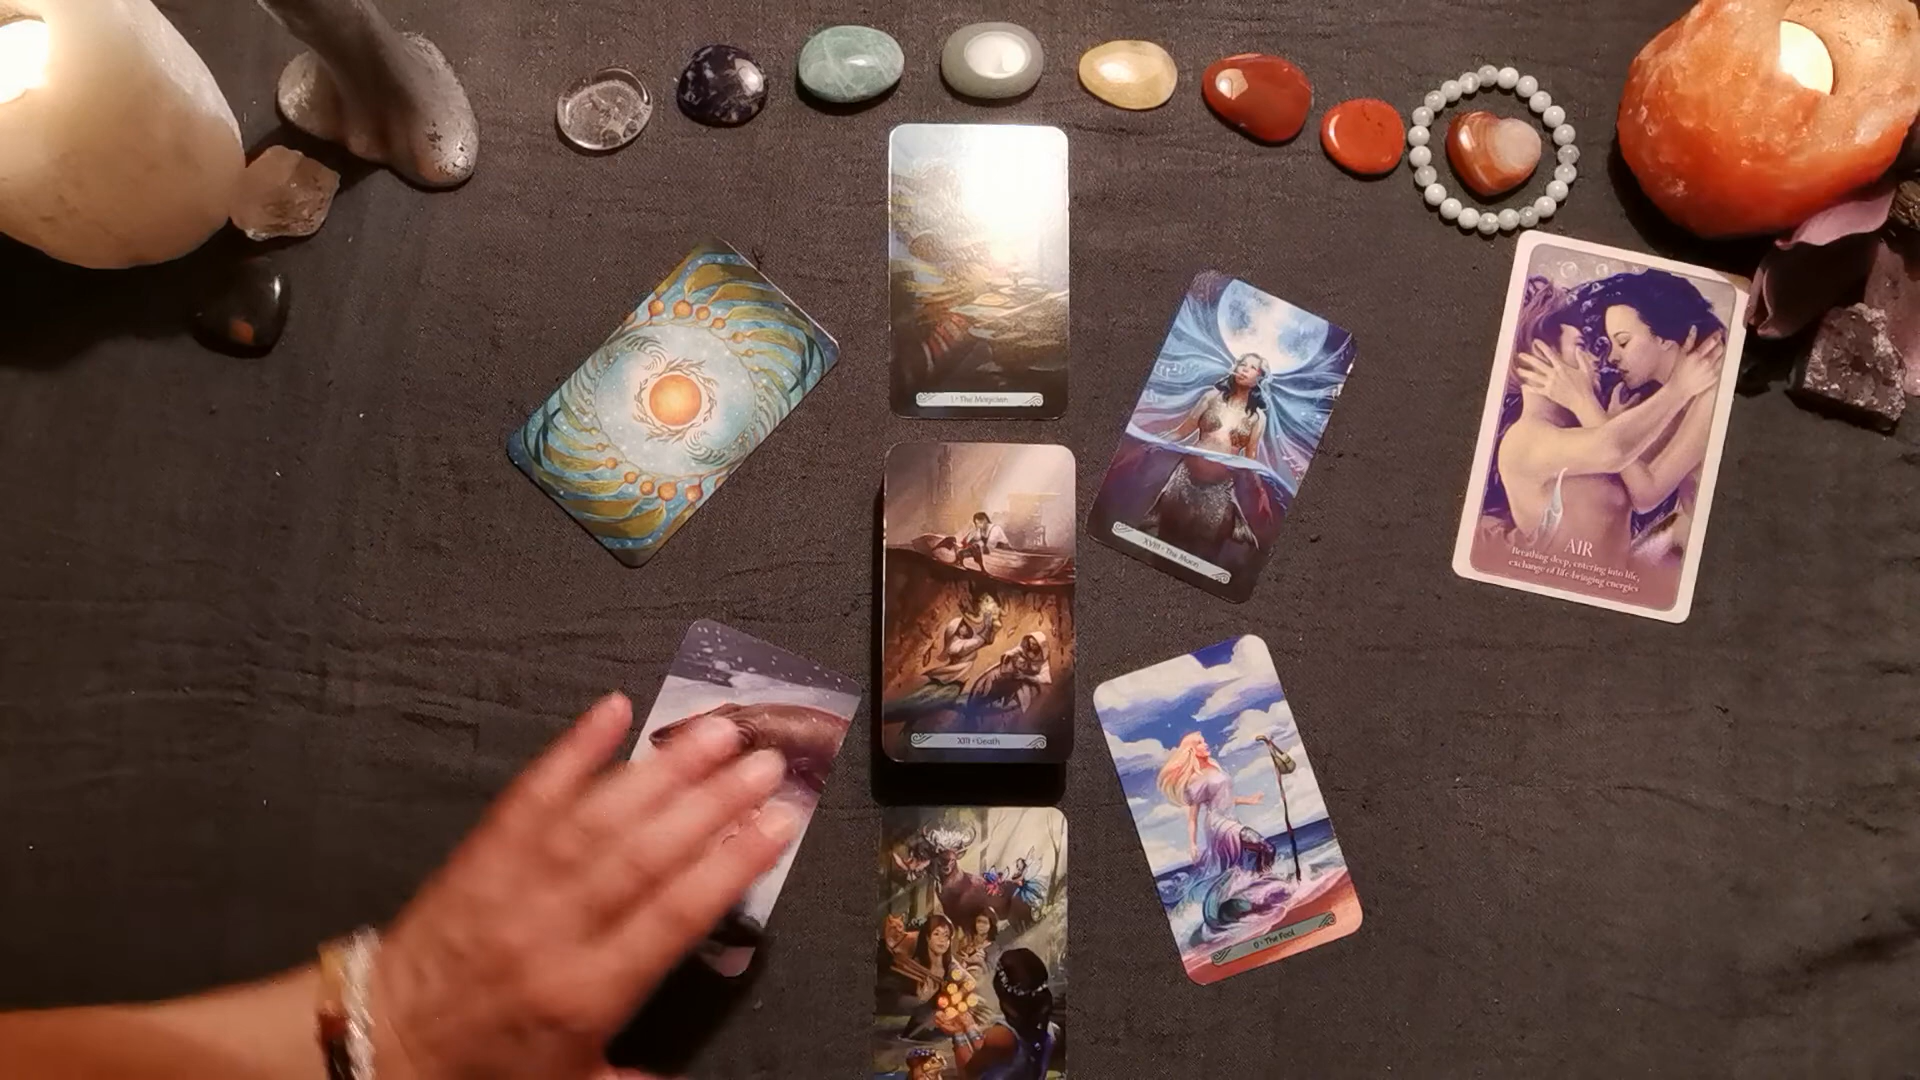 I • The Magician
XVIII • The Moon
AIR
Breathing deep, entering into life,
exchange of life-bringing energies
XIII • Death
0 • The Fool